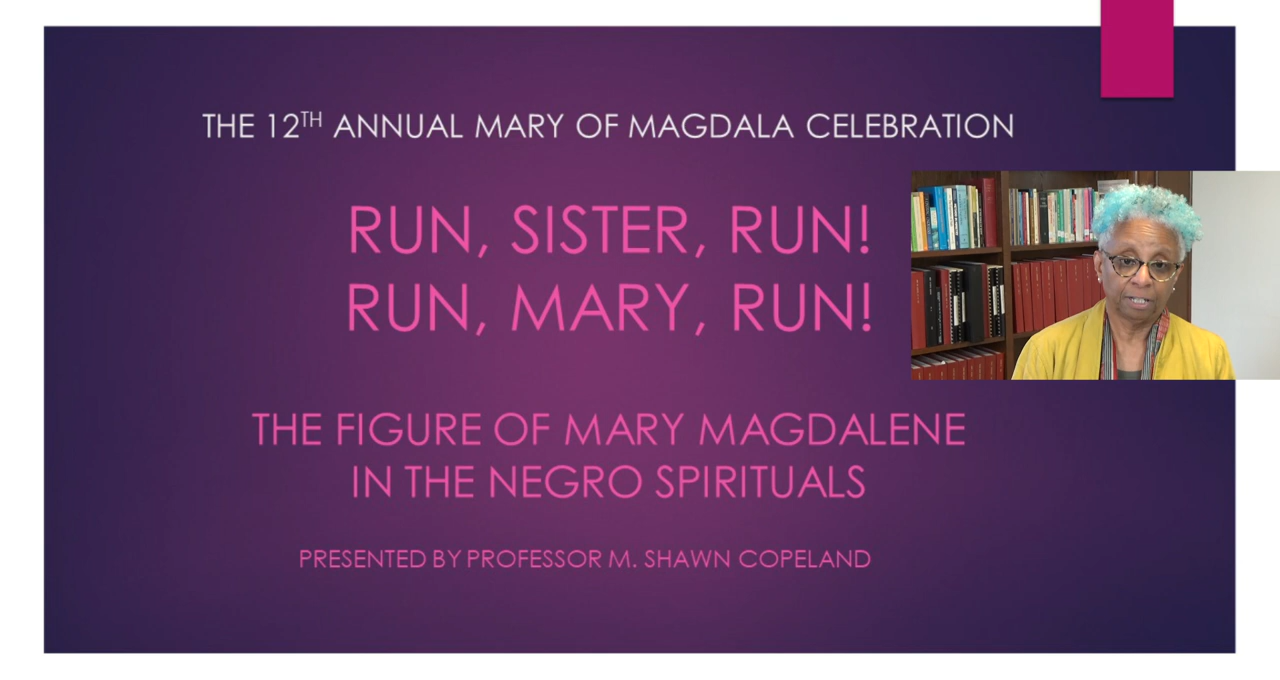 THE 12TH ANNUAL MARY OF MAGDALA CELEBRATION
RUN, SISTER, RUN!
RUN, MARY, RUN!
THE FIGURE OF MARY MAGDALENE
IN THE NEGRO SPIRITUALS
PRESENTED BY PROFESSOR M. SHAWN COPELAND